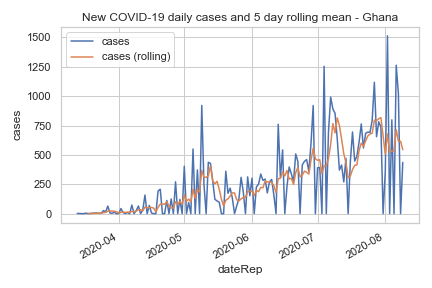 New COVID-19 daily cases and 5 day rolling mean - Ghana
cases
cases (rolling)
1500
1250
1000
750
500
250
0
cases
2020-04
2020-05
2020-06
2020-07
2020-08
dateRep